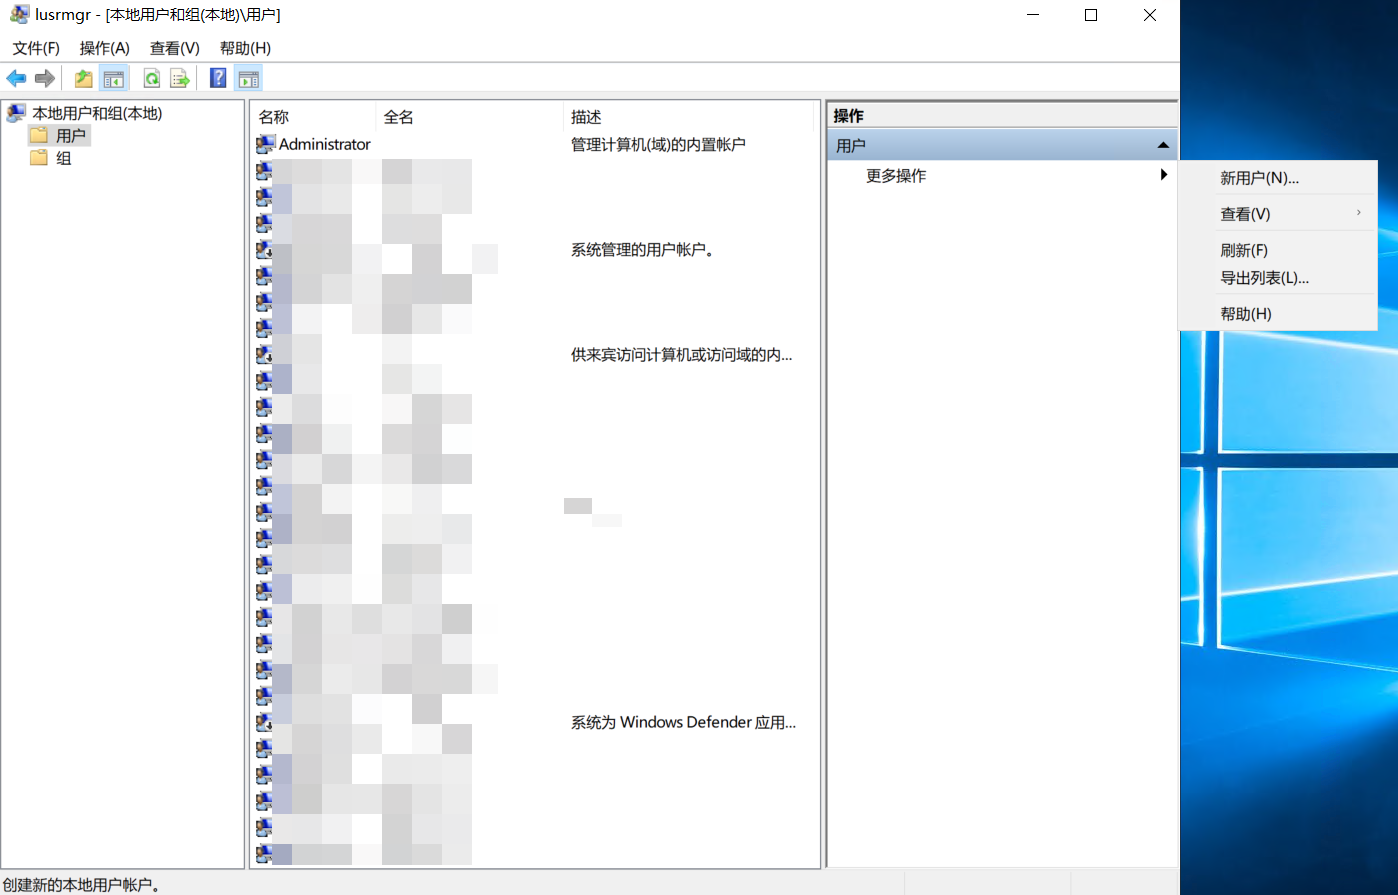 lusrmgr - [本地用户和组(本地)\用户]
文件(F) 操作(A) 查看(V) 帮助(H)
本地用户和组(本地)
用户
组
名称 全名 描述
Administrator 管理计算机(域)的内置帐户
系统管理的用户帐户。
供来宾访问计算机或访问域的内...
系统为 Windows Defender 应用...
操作
用户
更多操作
新用户(N)...
查看(V)
刷新(F)
导出列表(L)...
帮助(H)
创建新的本地用户帐户。